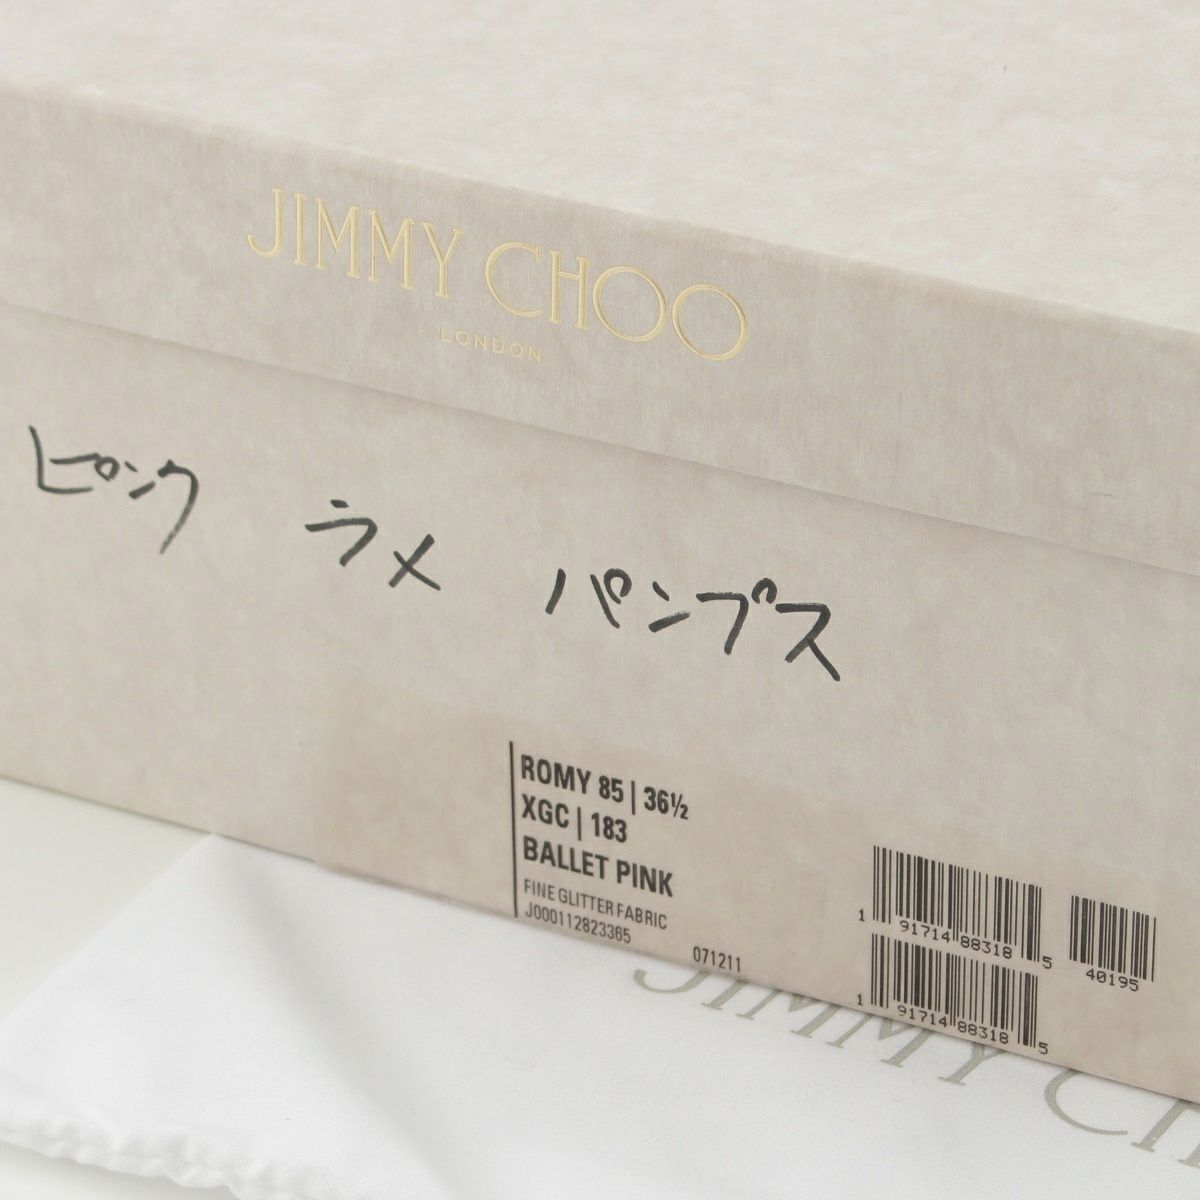 JIMMY CHOO
LONDON
ピンク ラメ パンプス
ROMY 85 | 36½
XGC | 183
BALLET PINK
FINE GLITTER FABRIC
J000112823365
071211
1 91714 88318 5
40195
1 91714 88318 5
JIMMY CH